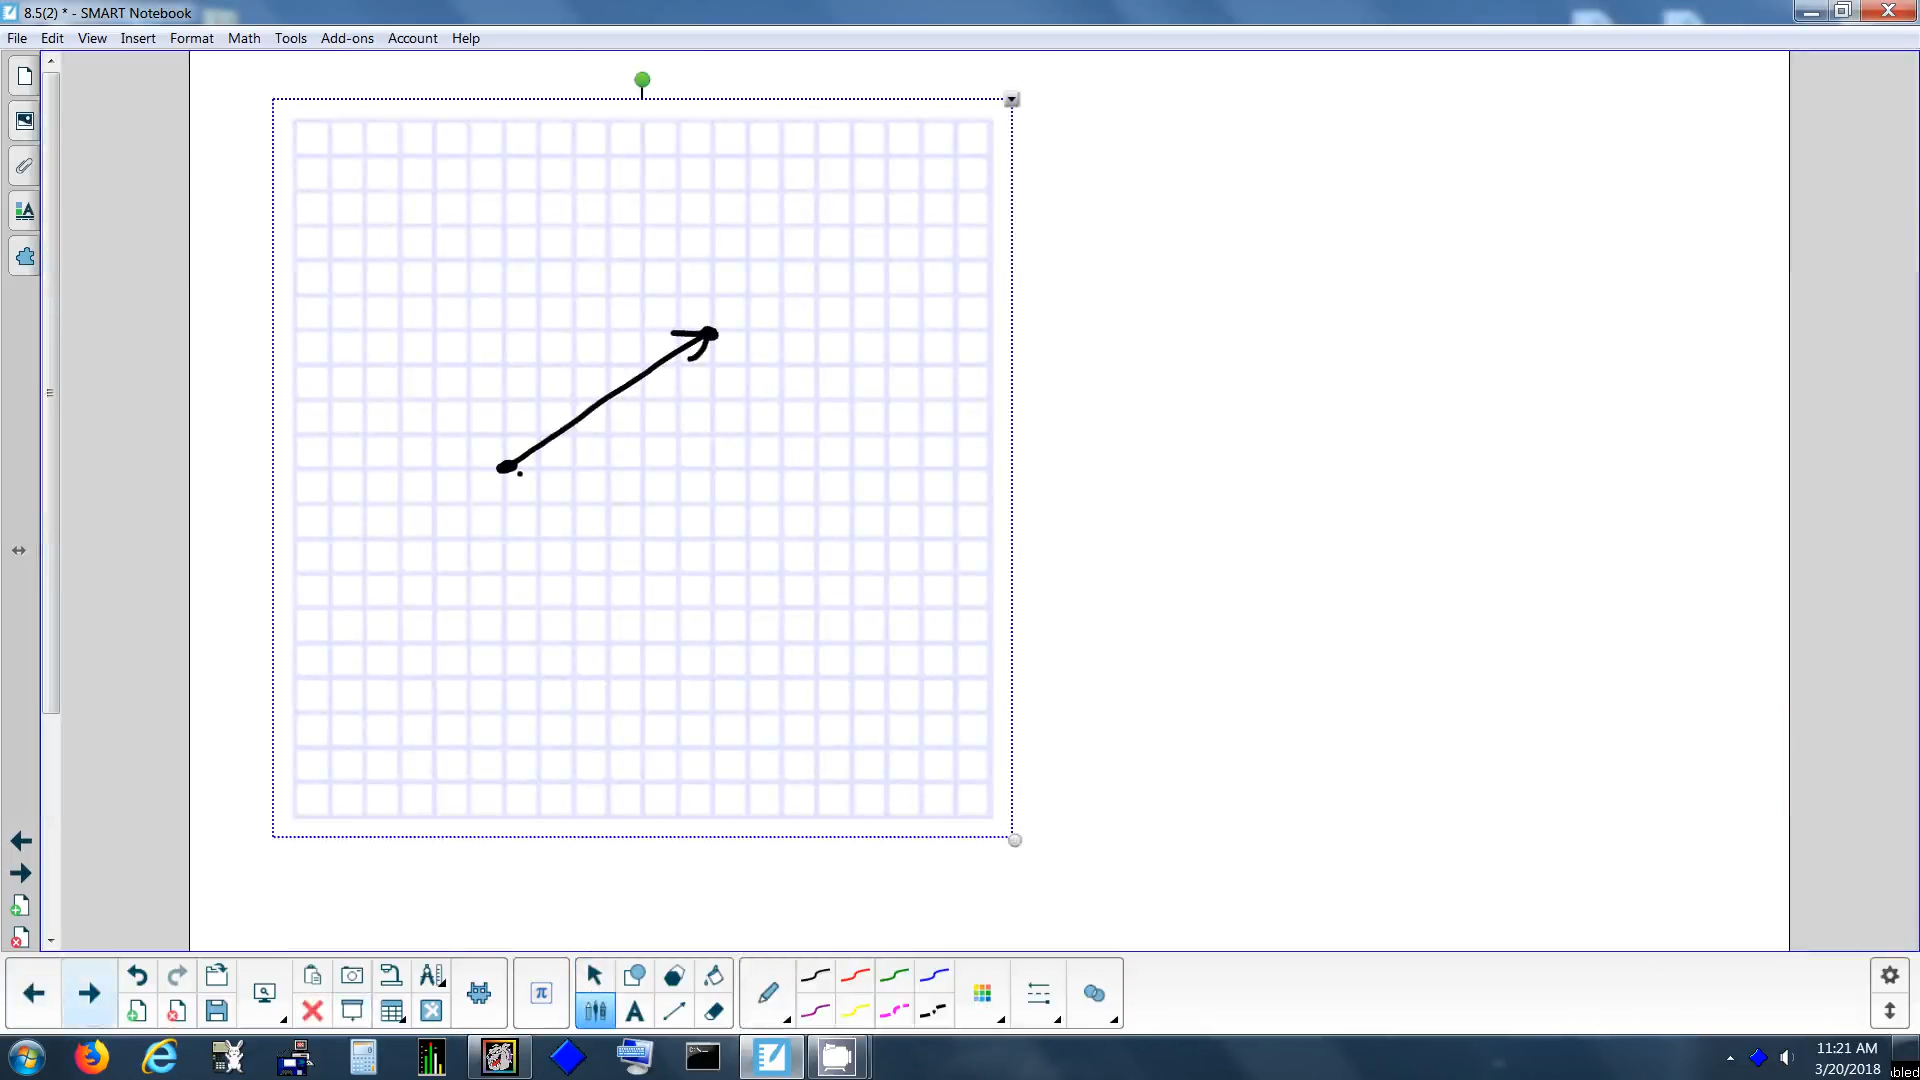 8.5(2) * - SMART Notebook
File Edit View Insert Format Math Tools Add-ons Account Help
A
π
A
11:21 AM
3/20/2018
bled